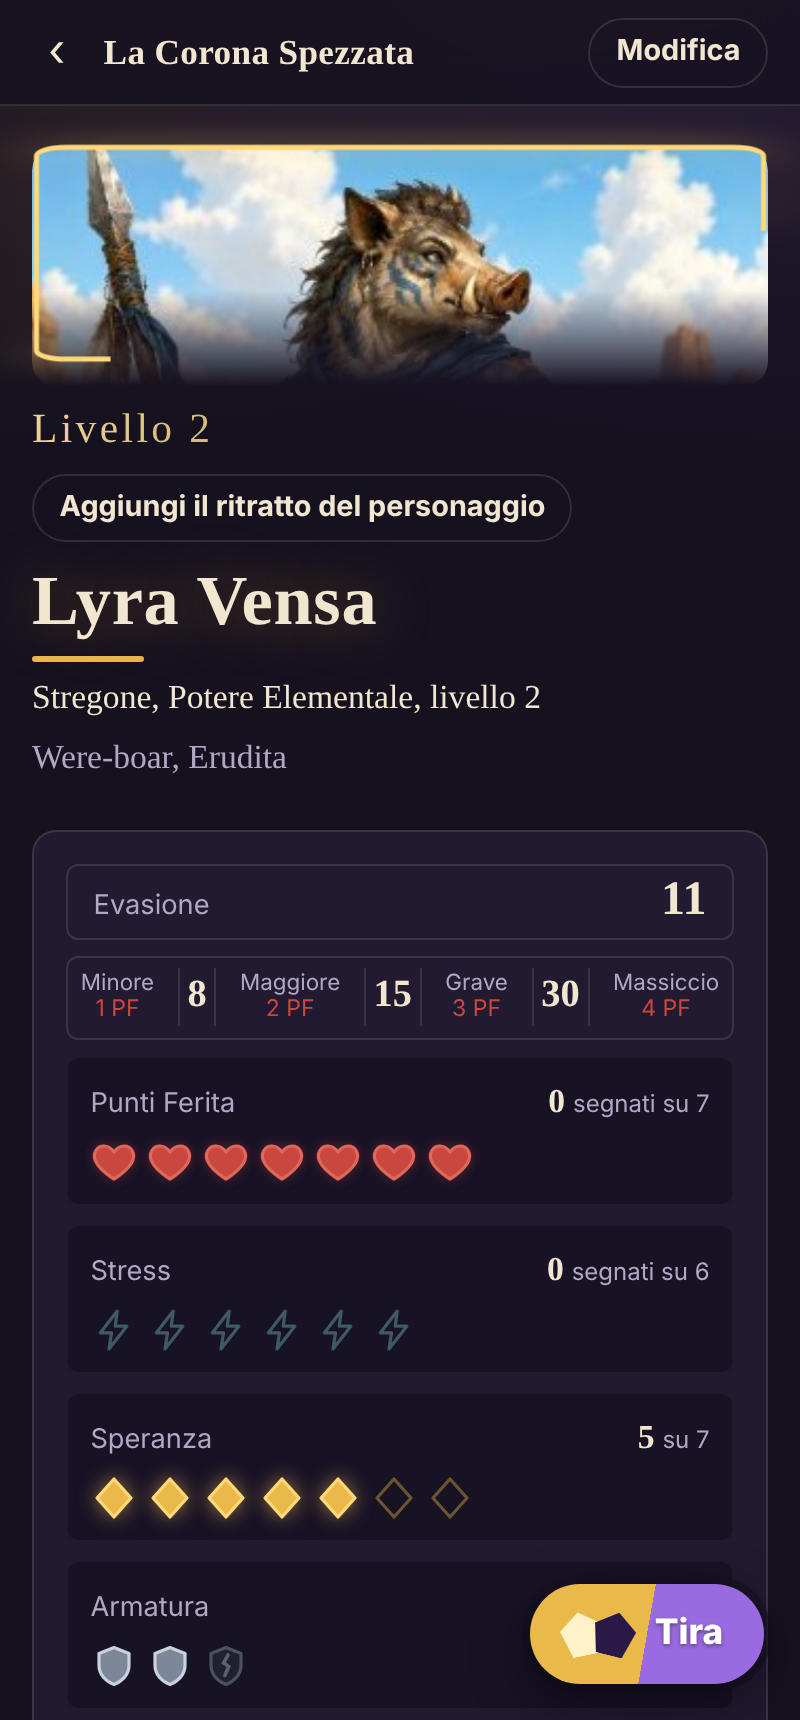 La Corona Spezzata
Modifica
Livello 2
Aggiungi il ritratto del personaggio
Lyra Vensa
Stregone, Potere Elementale, livello 2
Were-boar, Erudita
Evasione 11
Minore 8 Maggiore 15 Grave 30 Massiccio
1 PF 2 PF 3 PF 4 PF
Punti Ferita 0 segnati su 7
Stress 0 segnati su 6
Speranza 5 su 7
Armatura
Tira